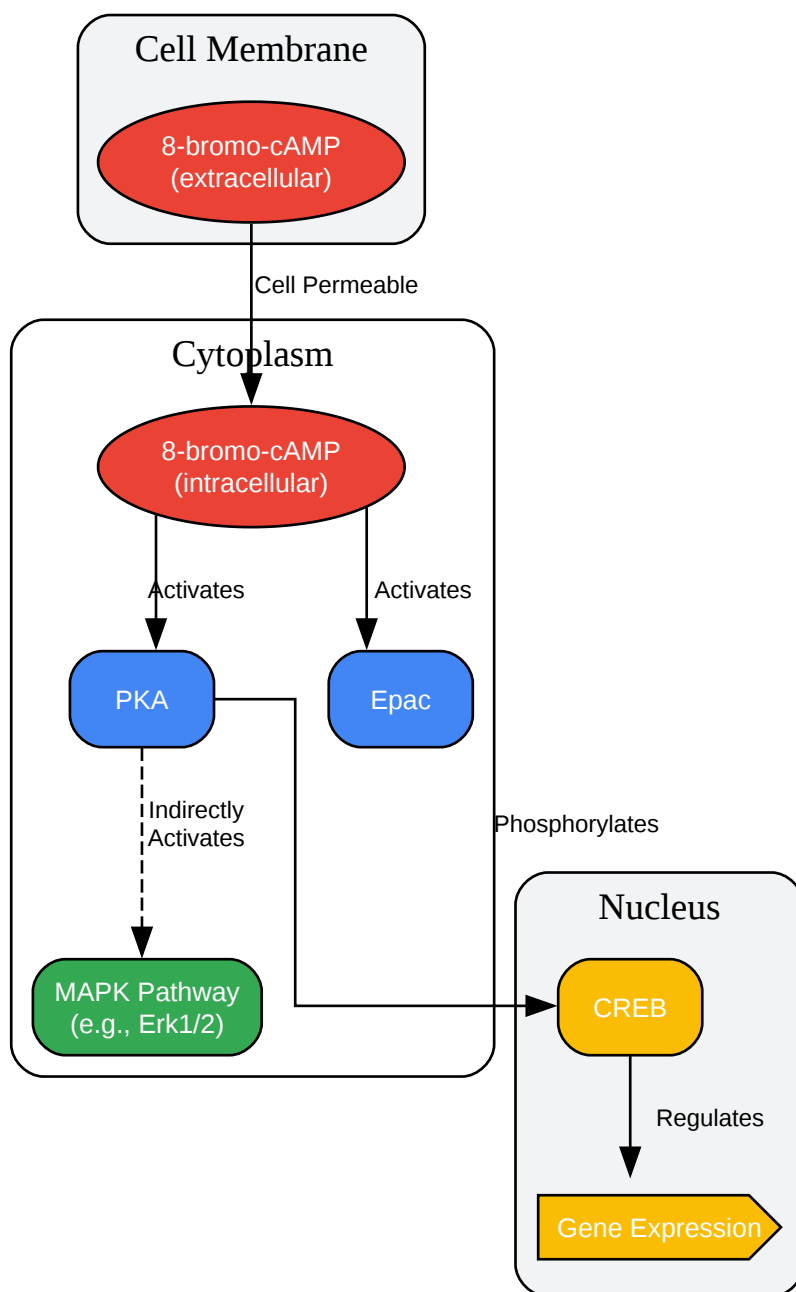 Cell Membrane
8-bromo-cAMP
(extracellular)
Cell Permeable
Cytoplasm
8-bromo-cAMP
(intracellular)
Activates
Activates
PKA
Epac
Indirectly
Activates
Phosphorylates
Nucleus
MAPK Pathway
(e.g., Erk1/2)
CREB
Regulates
Gene Expression